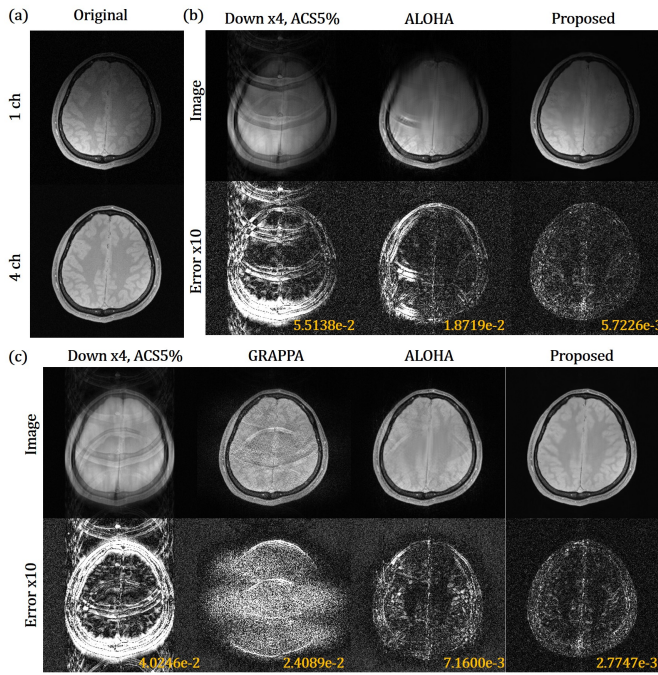 (a) Original
1 ch
4 ch
(b) Down x4, ACS5% ALOHA Proposed
Image
Error x10
5.5138e-2 1.8719e-2 5.7226e-3
(c) Down x4, ACS5% GRAPPA ALOHA Proposed
Image
Error x10
4.0246e-2 2.4089e-2 7.1600e-3 2.7747e-3